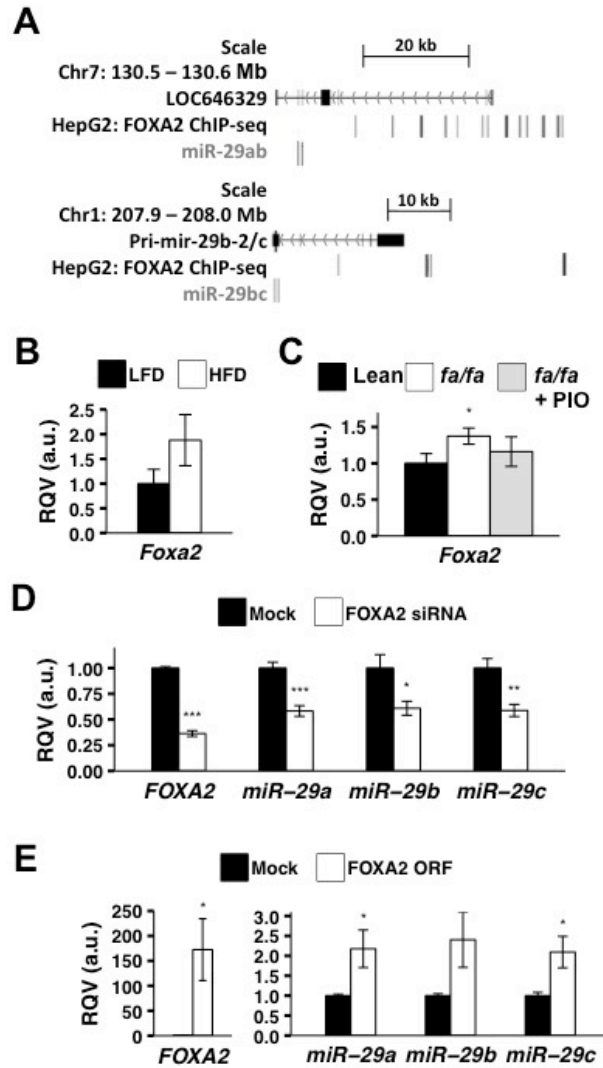 A
Scale
20 kb
Chr7: 130.5 – 130.6 Mb
LOC646329
HepG2: FOXA2 ChIP-seq
miR-29ab
Scale
10 kb
Chr1: 207.9 – 208.0 Mb
Pri-mir-29b-2/c
HepG2: FOXA2 ChIP-seq
miR-29bc
B
LFD HFD
RQV (a.u.)
2.5
2.0
1.5
1.0
0.5
0.0
Foxa2
C
Lean fa/fa fa/fa
+ PIO
RQV (a.u.)
1.5
1.0
0.5
0.0
*
Foxa2
D
Mock FOXA2 siRNA
RQV (a.u.)
1.00
0.75
0.50
0.25
0.00
*** *** * **
FOXA2 miR–29a miR–29b miR–29c
E
Mock FOXA2 ORF
RQV (a.u.)
250
200
150
100
50
0
*
FOXA2
3.0
2.5
2.0
1.5
1.0
0.5
0.0
* *
miR–29a miR–29b miR–29c